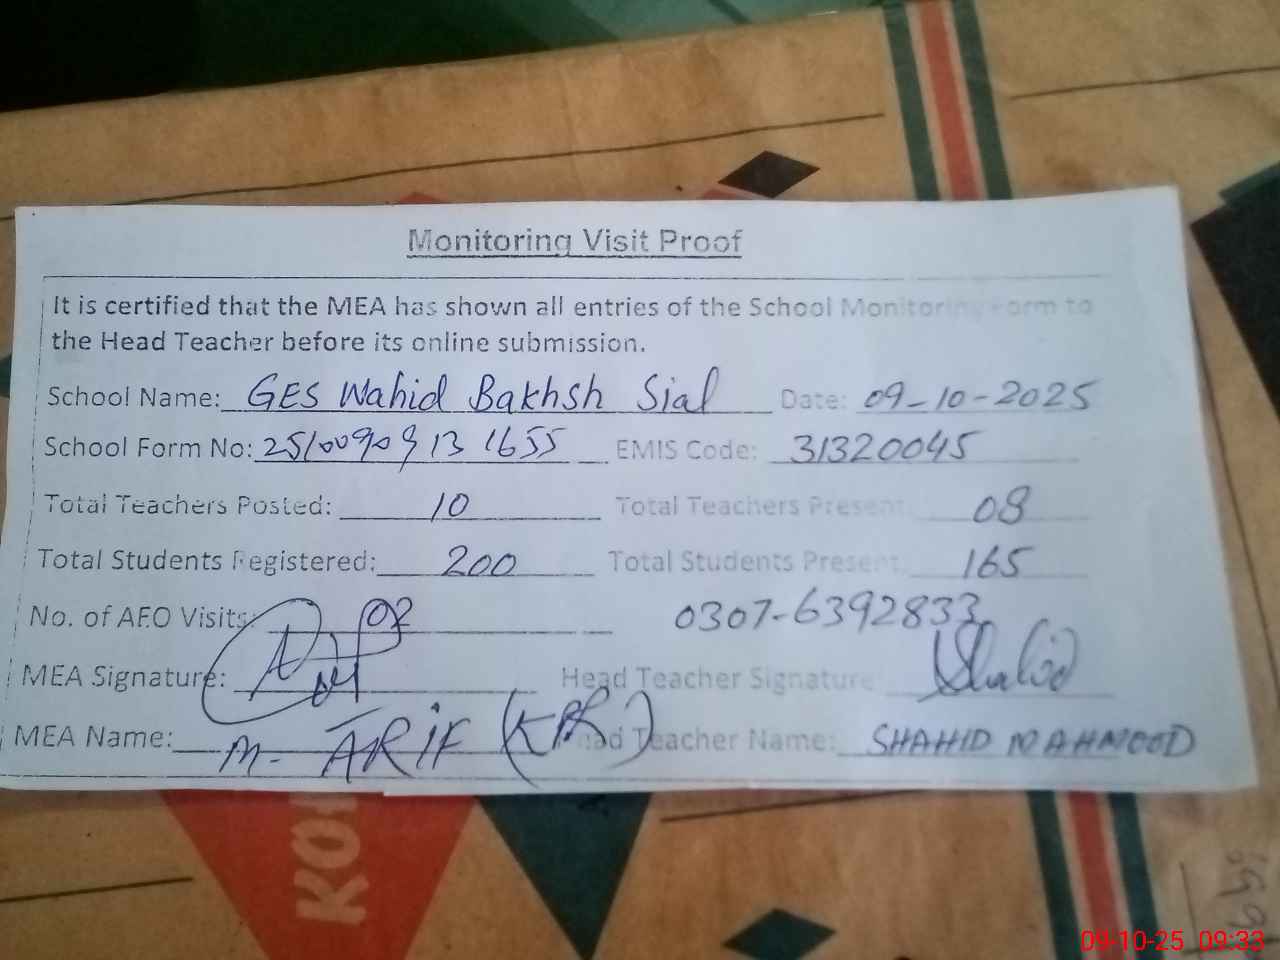 Monitoring Visit Proof
It is certified that the MEA has shown all entries of the School Monitoring Form to
the Head Teacher before its online submission.
School Name: GES Wahid Bakhsh Sial Date: 09-10-2025
School Form No: EMIS Code: 31320045
Total Teachers Posted: 10 Total Teachers Present: 08
Total Students Registered: 200 Total Students Present: 165
No. of AEO Visits: 02 0307-6392833
MEA Signature: Head Teacher Signature: Shahid
MEA Name: M. ARIF Head Teacher Name: SHAHID MAHMOOD
KO
09-10-25 09:33